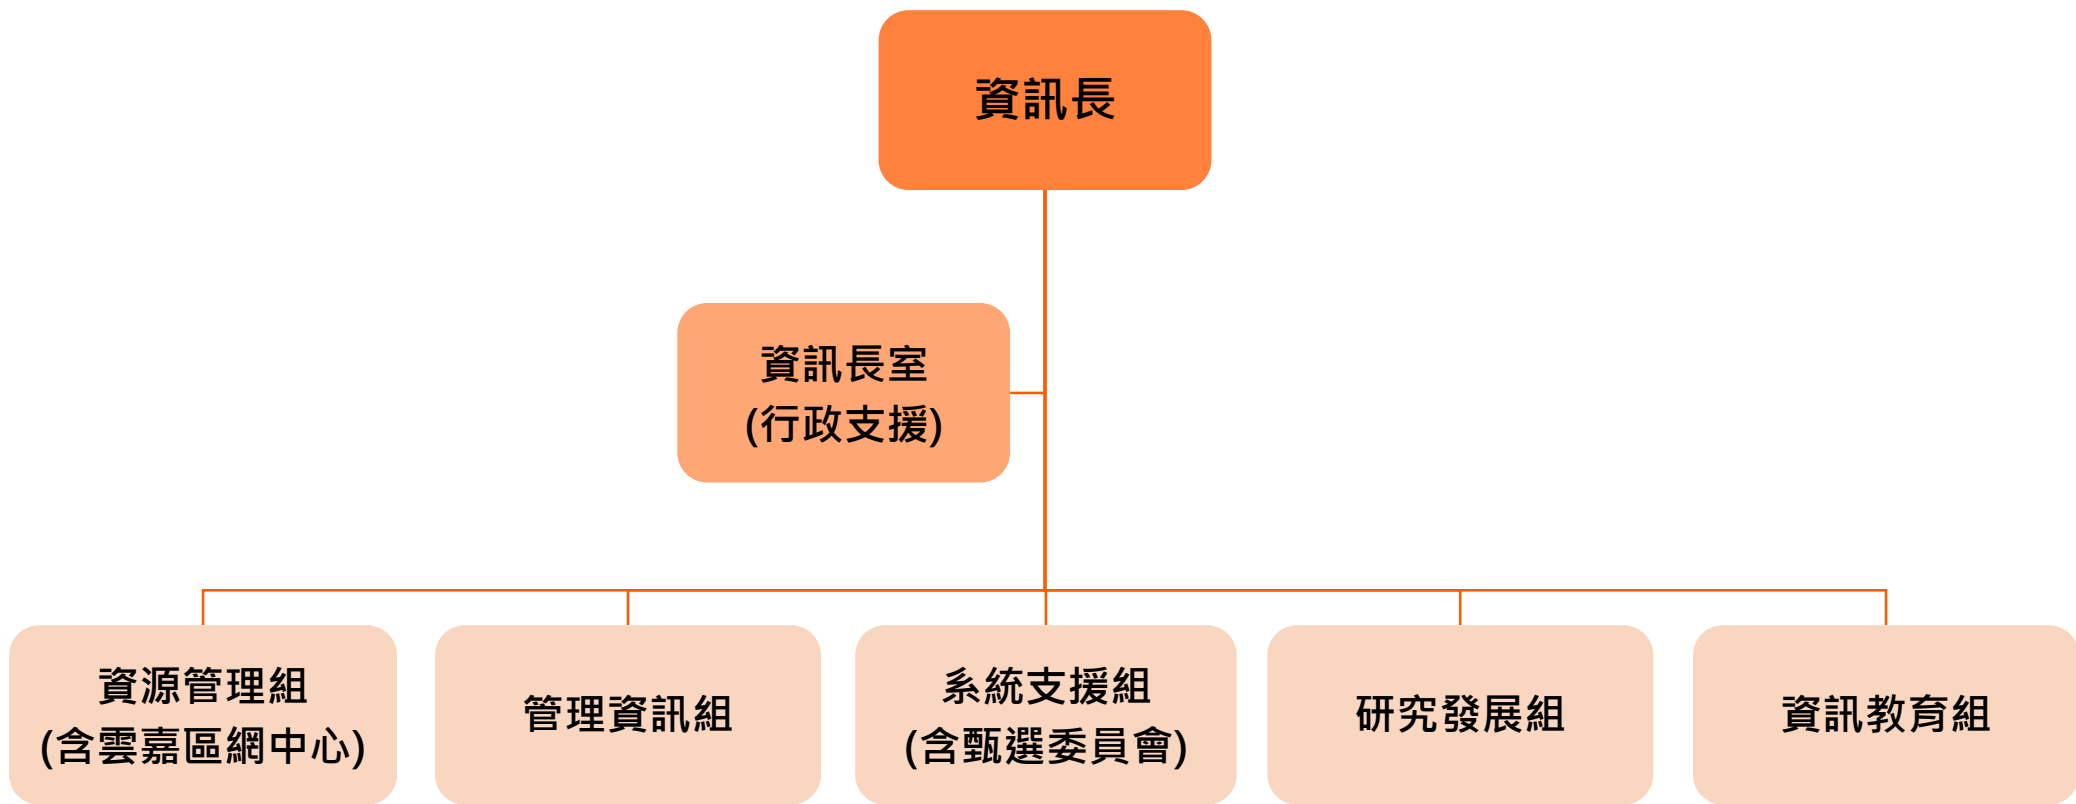 資訊長
資訊長室
(行政支援)
資源管理組
(含雲嘉區網中心)
管理資訊組
系統支援組
(含甄選委員會)
研究發展組
資訊教育組